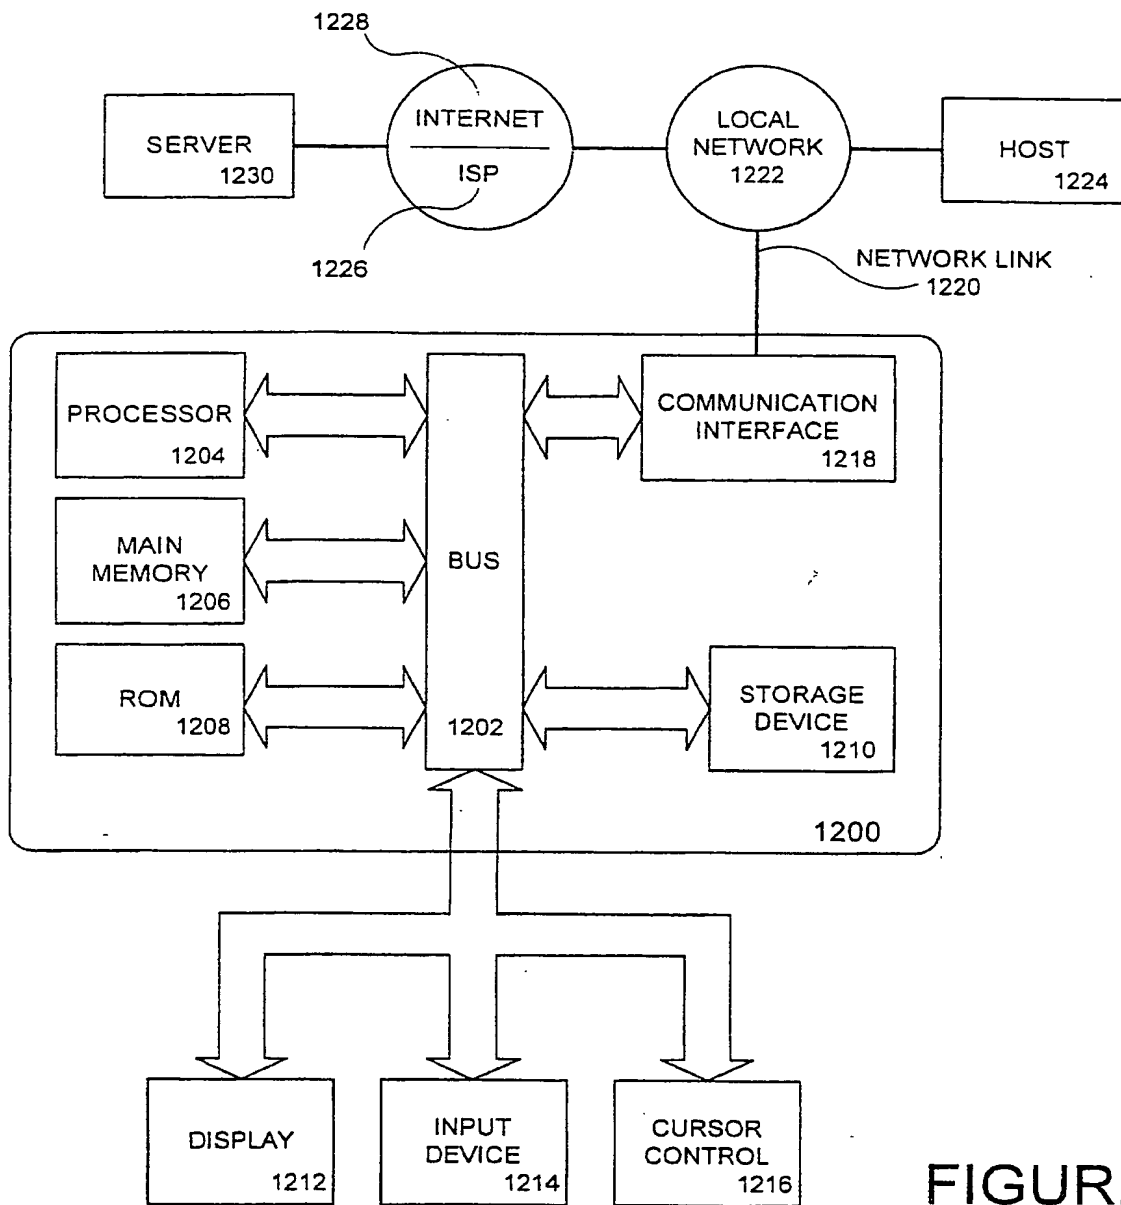 1228
SERVER
1230
INTERNET
ISP
1226
LOCAL
NETWORK
1222
HOST
1224
NETWORK LINK
1220
PROCESSOR
1204
BUS
1202
COMMUNICATION
INTERFACE
1218
MAIN
MEMORY
1206
ROM
1208
STORAGE
DEVICE
1210
1200
DISPLAY
1212
INPUT
DEVICE
1214
CURSOR
CONTROL
1216
FIGUR